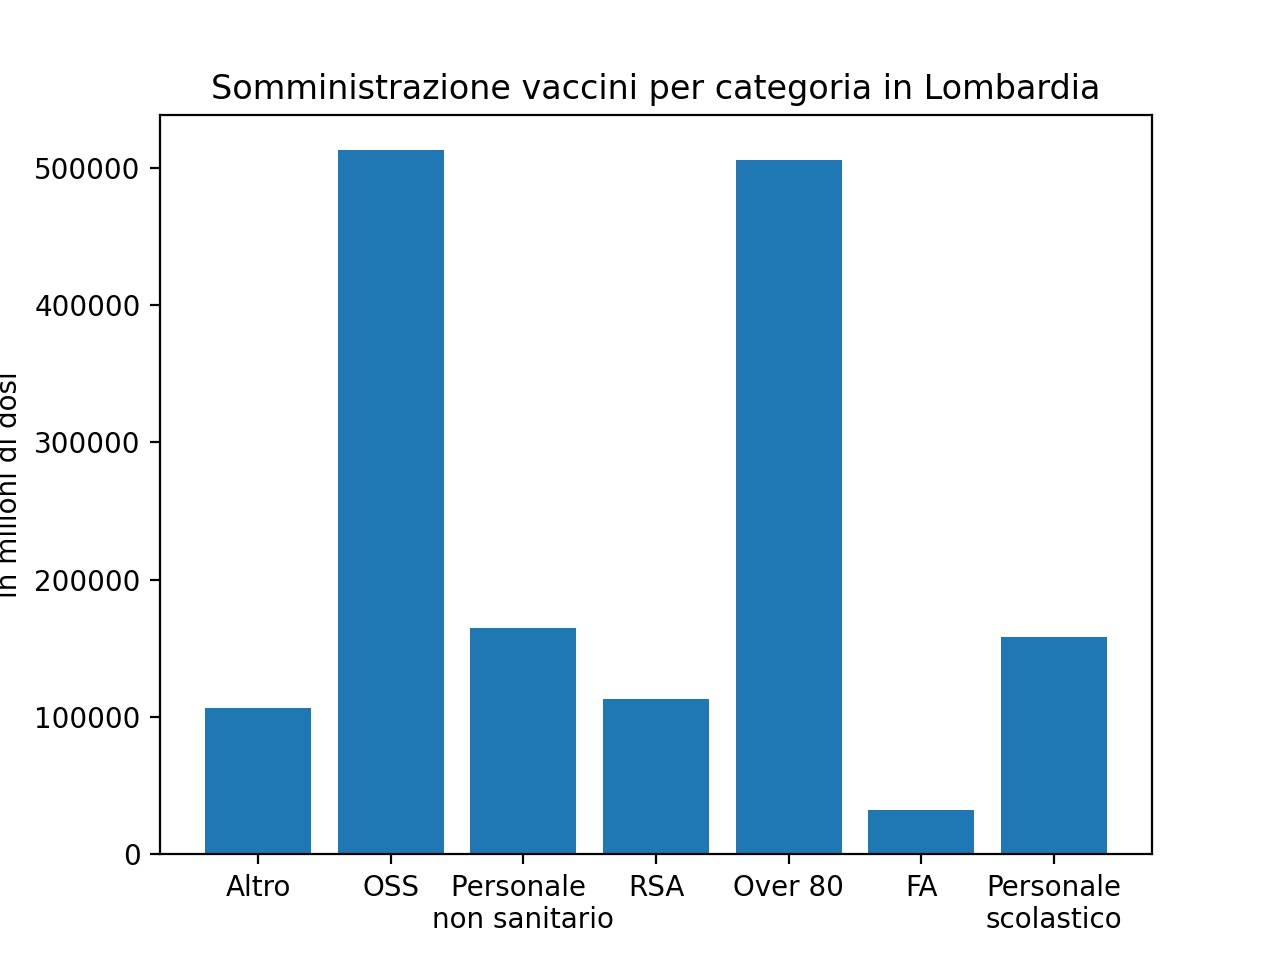 Somministrazione vaccini per categoria in Lombardia
in milioni di dosi
500000
400000
300000
200000
100000
0
Altro
OSS
Personale
non sanitario
RSA
Over 80
FA
Personale
scolastico